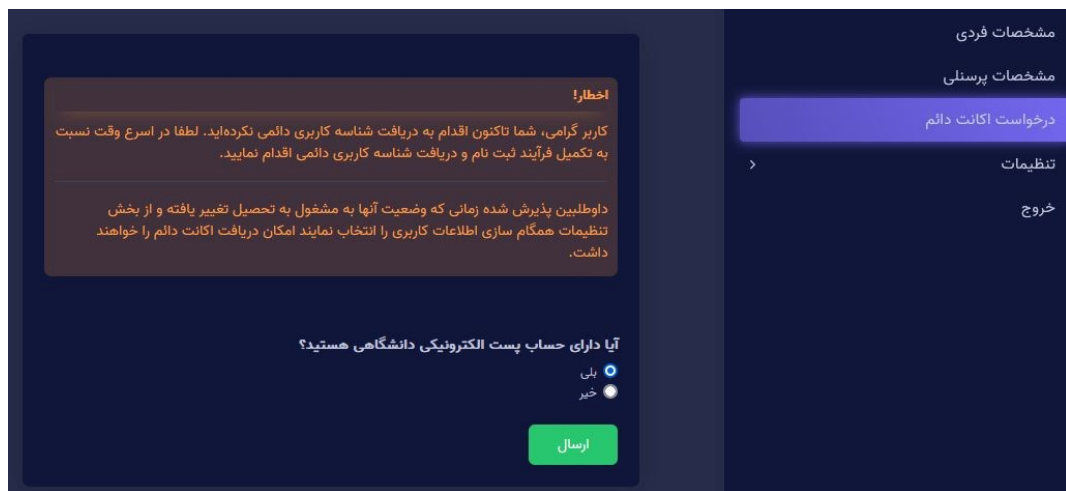 مشخصات فردی
مشخصات پرسنلی
درخواست اکانت دائم
تنظیمات
خروج
اخطار!
کاربر گرامی، شما تاکنون اقدام به دریافت شناسه کاربری دائمی نکرده‌اید. لطفا در اسرع وقت نسبت
به تکمیل فرآیند ثبت نام و دریافت شناسه کاربری دائمی اقدام نمایید.
داوطلبین پذیرش شده زمانی که وضعیت آنها به مشغول به تحصیل تغییر یافته و از بخش
تنظیمات همگام سازی اطلاعات کاربری را انتخاب نمایند امکان دریافت اکانت دائم را خواهند
داشت.
آیا دارای حساب پست الکترونیکی دانشگاهی هستید؟
بلی
خیر
ارسال